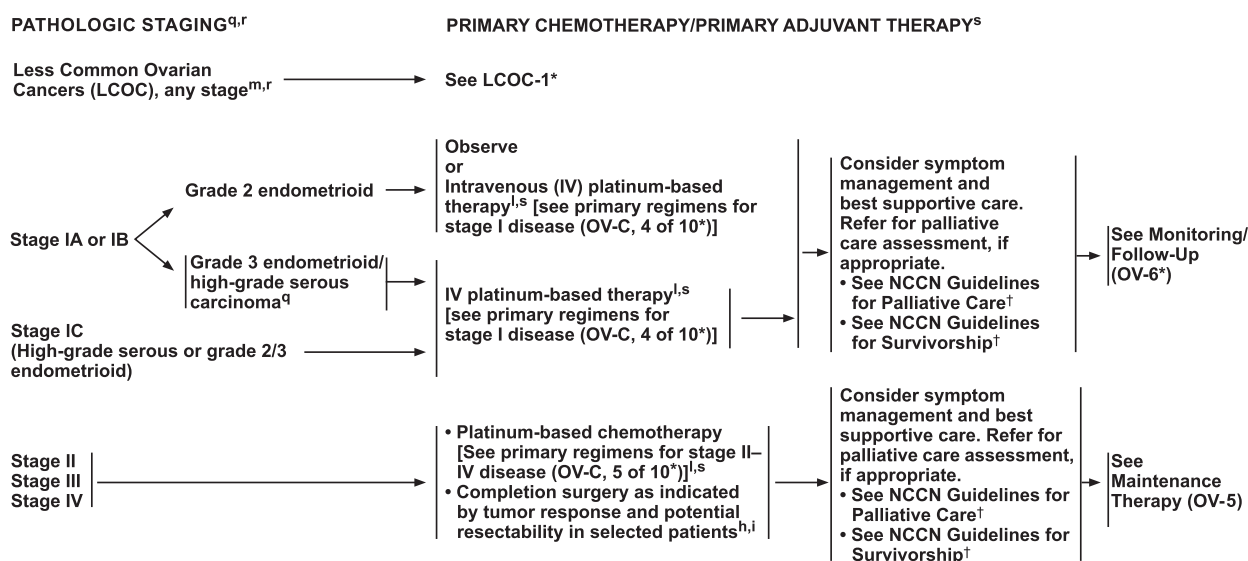 PATHOLOGIC STAGINGq,r
PRIMARY CHEMOTHERAPY/PRIMARY ADJUVANT THERAPYs
Less Common Ovarian
Cancers (LCOC), any stagem,r
See LCOC-1*
Stage IA or IB
Grade 2 endometrioid
Observe
or
Intravenous (IV) platinum-based
therapyl,s [see primary regimens for
stage I disease (OV-C, 4 of 10*)]
Grade 3 endometrioid/
high-grade serous
carcinomaq
Stage IC
(High-grade serous or grade 2/3
endometrioid)
IV platinum-based therapyl,s
[see primary regimens for
stage I disease (OV-C, 4 of 10*)]
Consider symptom
management and
best supportive care.
Refer for palliative
care assessment, if
appropriate.
• See NCCN Guidelines
for Palliative Care†
• See NCCN Guidelines
for Survivorship†
See Monitoring/
Follow-Up
(OV-6*)
Stage II
Stage III
Stage IV
• Platinum-based chemotherapy
[See primary regimens for stage II–
IV disease (OV-C, 5 of 10*)]l,s
• Completion surgery as indicated
by tumor response and potential
resectability in selected patientsh,i
Consider symptom
management and best
supportive care. Refer for
palliative care assessment,
if appropriate.
• See NCCN Guidelines for
Palliative Care†
• See NCCN Guidelines for
Survivorship†
See
Maintenance
Therapy (OV-5)